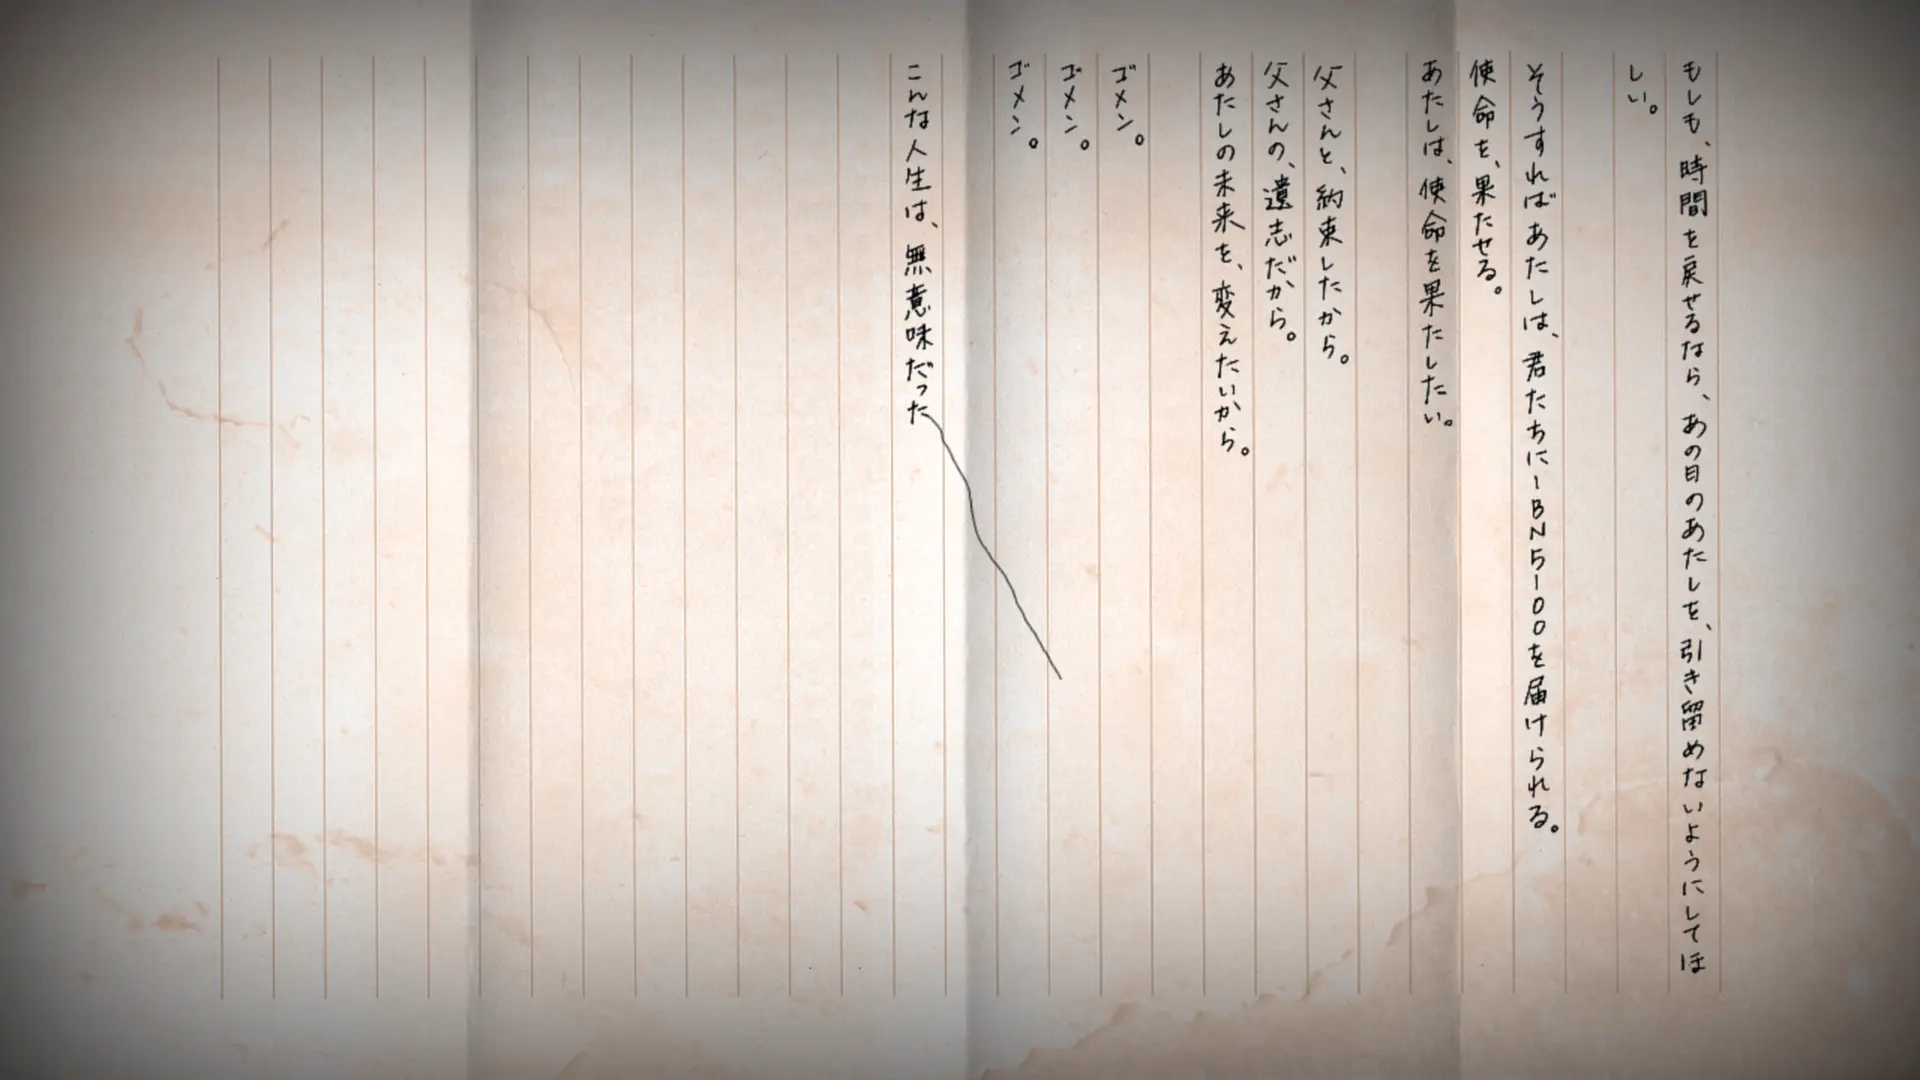 もしも、時間を戻せるなら、あの日のあたしを、引き留めないようにしてほ
しい。
そうすればあたしは、君たちにIBN5100を届けられる。
使命を、果たせる。
あたしは、使命を果たしたい。
父さんと、約束したから。
父さんの、遺志だから。
あたしの未来を、変えたいから。
ゴメン。
ゴメン。
ゴメン。
こんな人生は、無意味だった